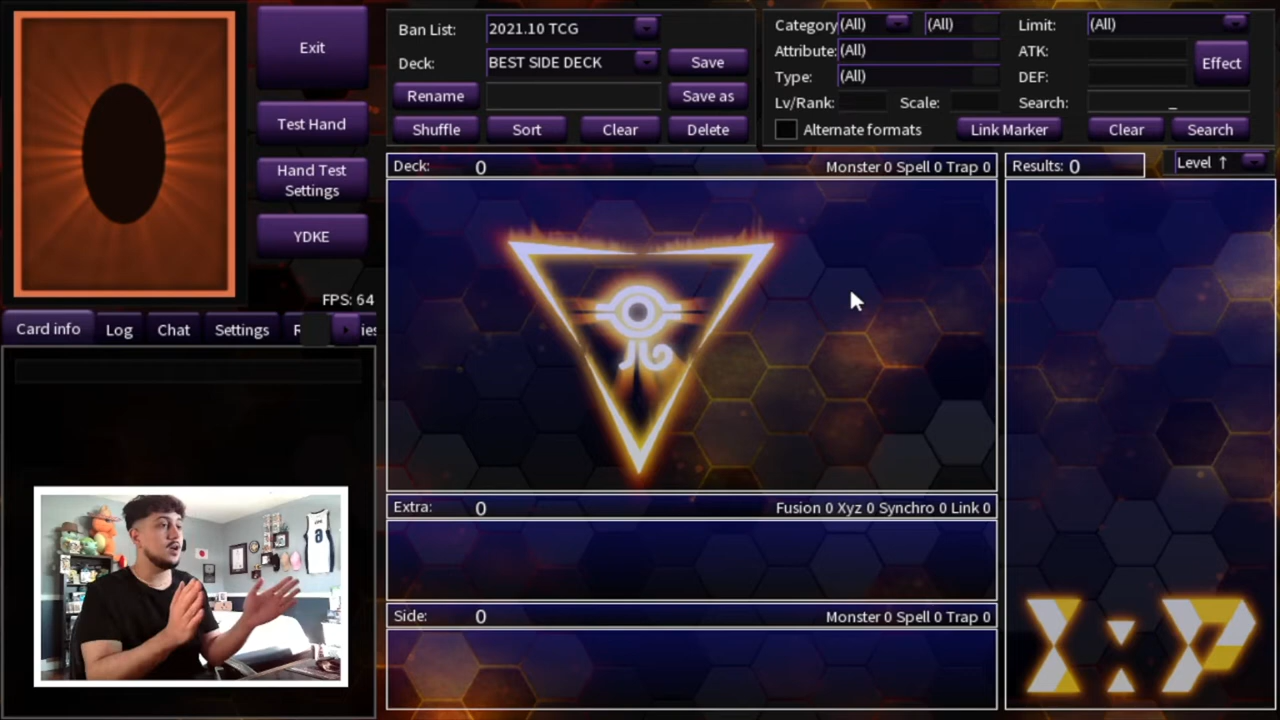 Exit
Test Hand
Hand Test
Settings
YDKE
FPS: 64
Card info
Log
Chat
Settings
R
ies
Ban List:
2021.10 TCG
Deck:
BEST SIDE DECK
Save
Rename
Save as
Shuffle
Sort
Clear
Delete
Category
(All)
(All)
Limit:
(All)
Attribute:
(All)
ATK:
Effect
Type:
(All)
DEF:
Lv/Rank:
Scale:
Search:
_
Alternate formats
Link Marker
Clear
Search
Deck: 0
Monster 0 Spell 0 Trap 0
Results: 0
Level ↑
Extra: 0
Fusion 0 Xyz 0 Synchro 0 Link 0
Side: 0
Monster 0 Spell 0 Trap 0
X:P